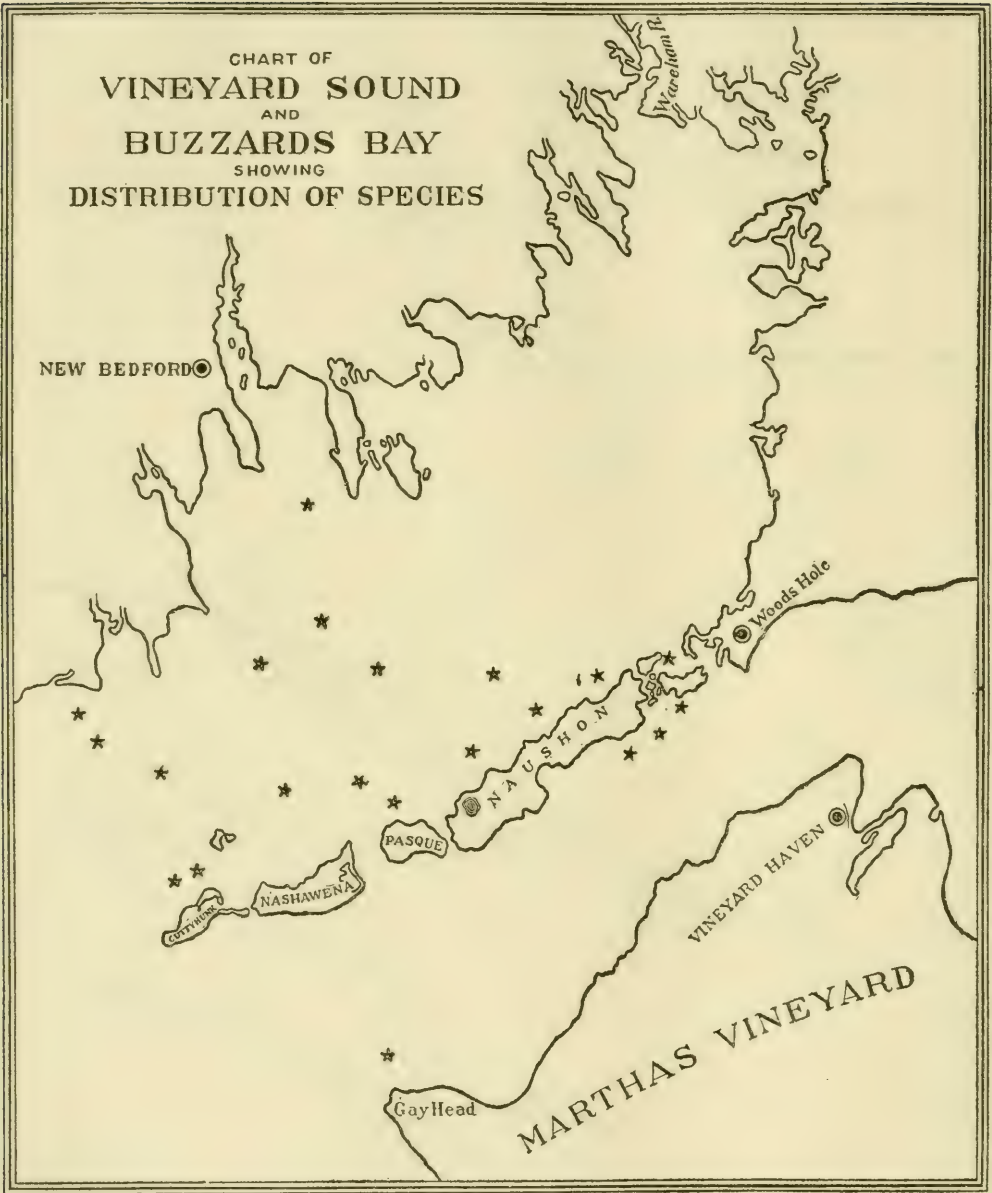 CHART OF
VINEYARD SOUND
AND
BUZZARDS BAY
SHOWING
DISTRIBUTION OF SPECIES
Wareham R.
NEW BEDFORD
Woods Hole
NAUSHON
PASQUE
NASHAWENA
CUTTYHUNK
VINEYARD HAVEN
MARTHAS VINEYARD
Gay Head